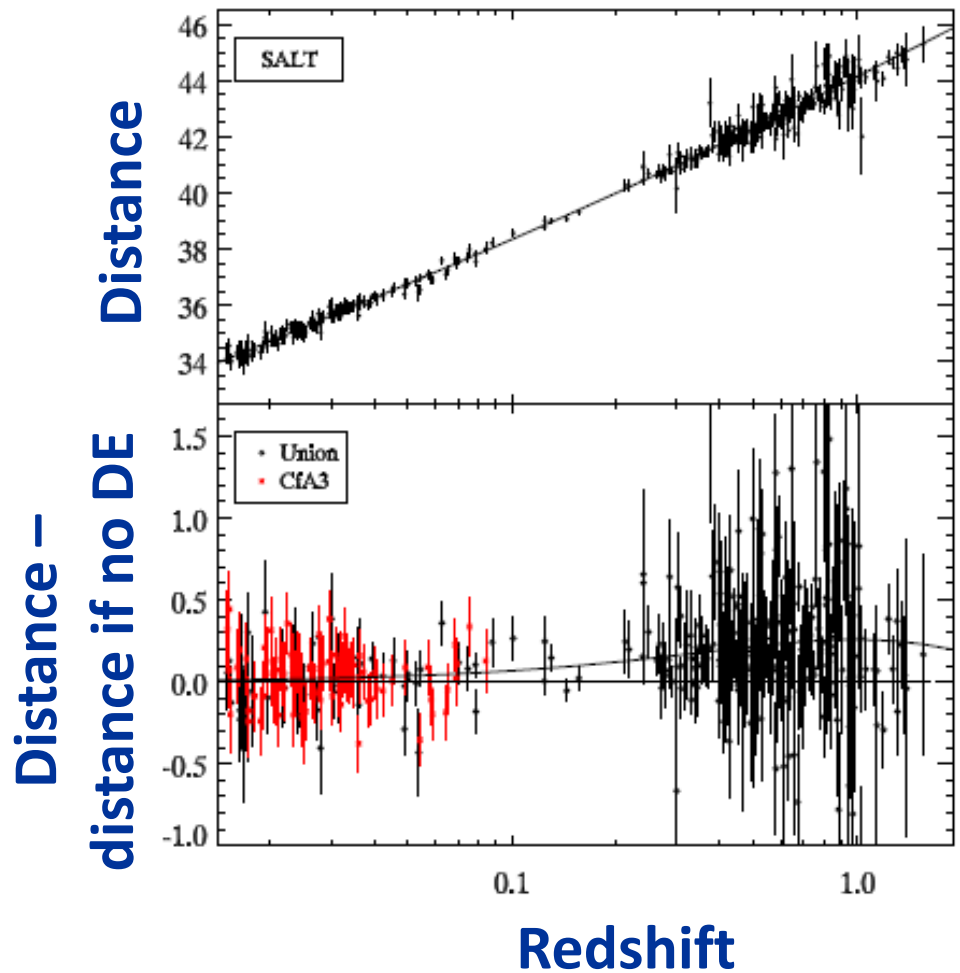 46
SALT
44
42
40
38
36
34
Distance
1.5
Union
CfA3
1.0
0.5
0.0
-0.5
-1.0
Distance –
distance if no DE
0.1
1.0
Redshift